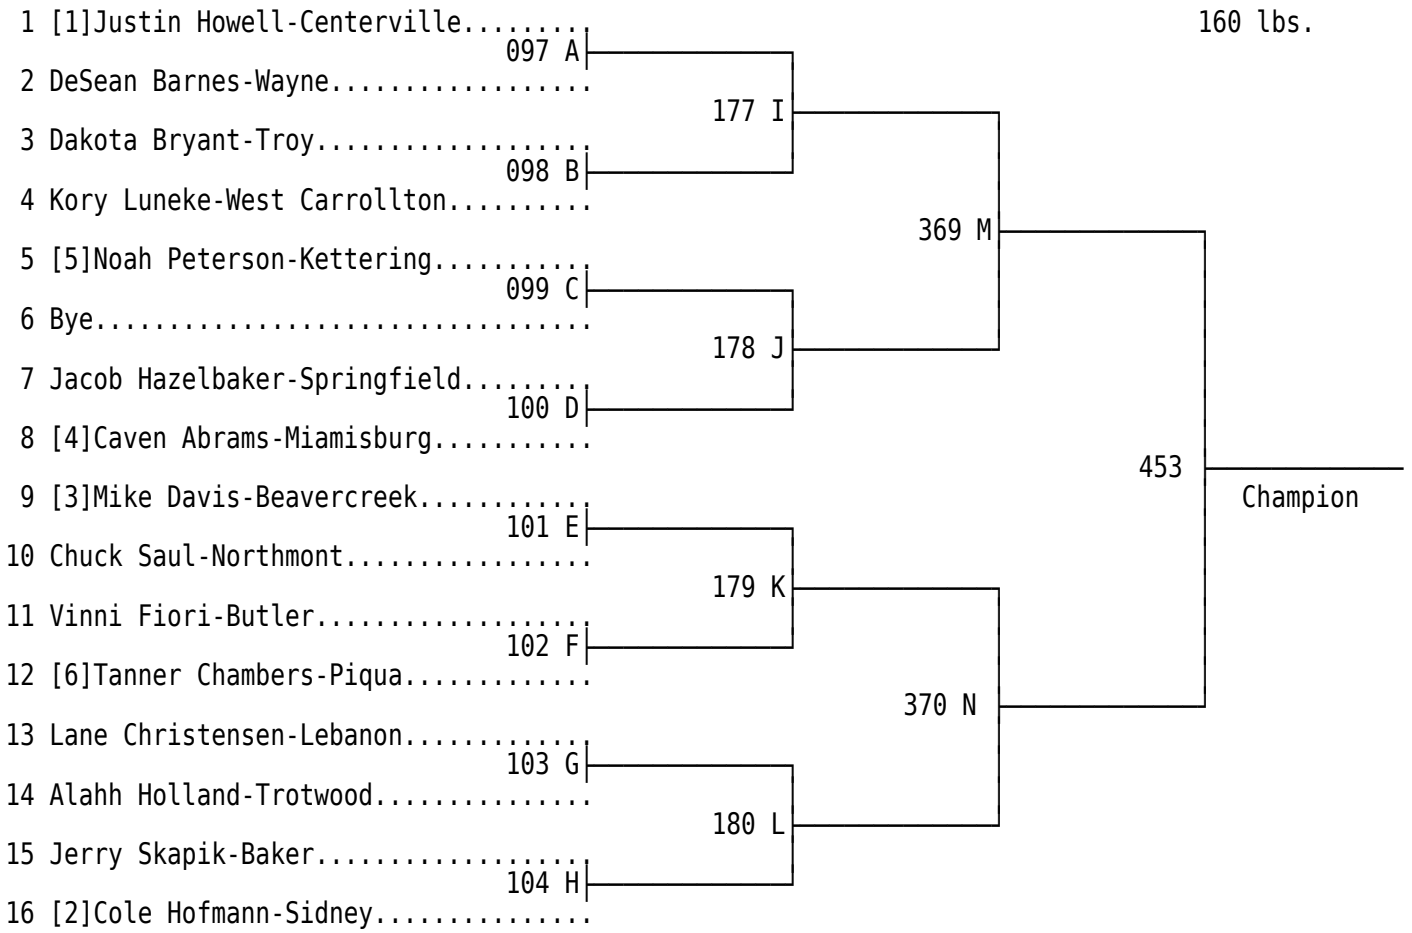 1 [1]Justin Howell-Centerville......... 160 lbs.
097 A
2 DeSean Barnes-Wayne..................
177 I
3 Dakota Bryant-Troy...................
098 B
4 Kory Luneke-West Carrollton..........
369 M
5 [5]Noah Peterson-Kettering...........
099 C
6 Bye..................................
178 J
7 Jacob Hazelbaker-Springfield.........
100 D
8 [4]Caven Abrams-Miamisburg...........
453
9 [3]Mike Davis-Beavercreek............ Champion
101 E
10 Chuck Saul-Northmont.................
179 K
11 Vinni Fiori-Butler...................
102 F
12 [6]Tanner Chambers-Piqua.............
370 N
13 Lane Christensen-Lebanon.............
103 G
14 Alahh Holland-Trotwood...............
180 L
15 Jerry Skapik-Baker...................
104 H
16 [2]Cole Hofmann-Sidney...............